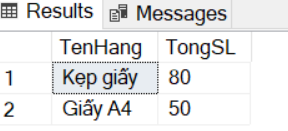 Results Messages
TenHang TongSL
1 Kẹp giấy 80
2 Giấy A4 50